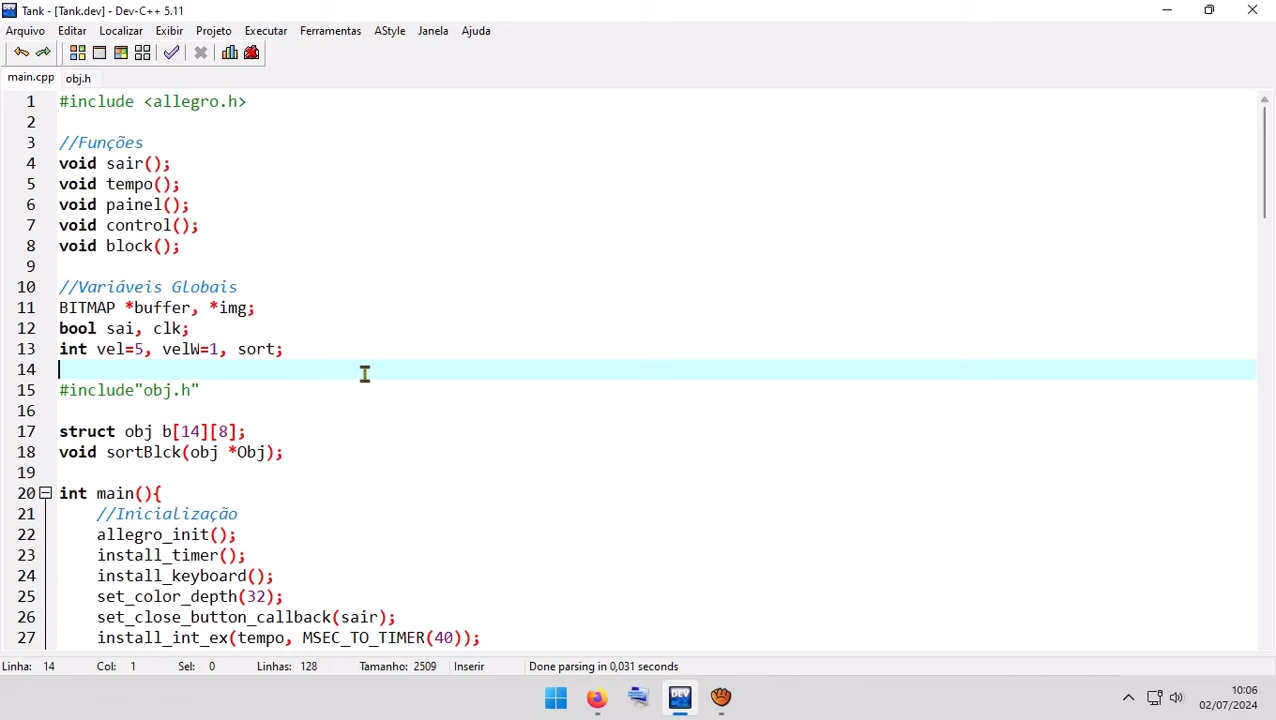 Tank - [Tank.dev] - Dev-C++ 5.11
Arquivo Editar Localizar Exibir Projeto Executar Ferramentas AStyle Janela Ajuda
main.cpp obj.h
1 #include <allegro.h>
2
3 //Funções
4 void sair();
5 void tempo();
6 void painel();
7 void control();
8 void block();
9
10 //Variáveis Globais
11 BITMAP *buffer, *img;
12 bool sai, clk;
13 int vel=5, velW=1, sort;
14
15 #include"obj.h"
16
17 struct obj b[14][8];
18 void sortBlck(obj *Obj);
19
20 int main(){
21 //Inicialização
22 allegro_init();
23 install_timer();
24 install_keyboard();
25 set_color_depth(32);
26 set_close_button_callback(sair);
27 install_int_ex(tempo, MSEC_TO_TIMER(40));
Linha: 14 Col: 1 Sel: 0 Linhas: 128 Tamanho: 2509 Inserir Done parsing in 0,031 seconds
DEV
10:06
02/07/2024